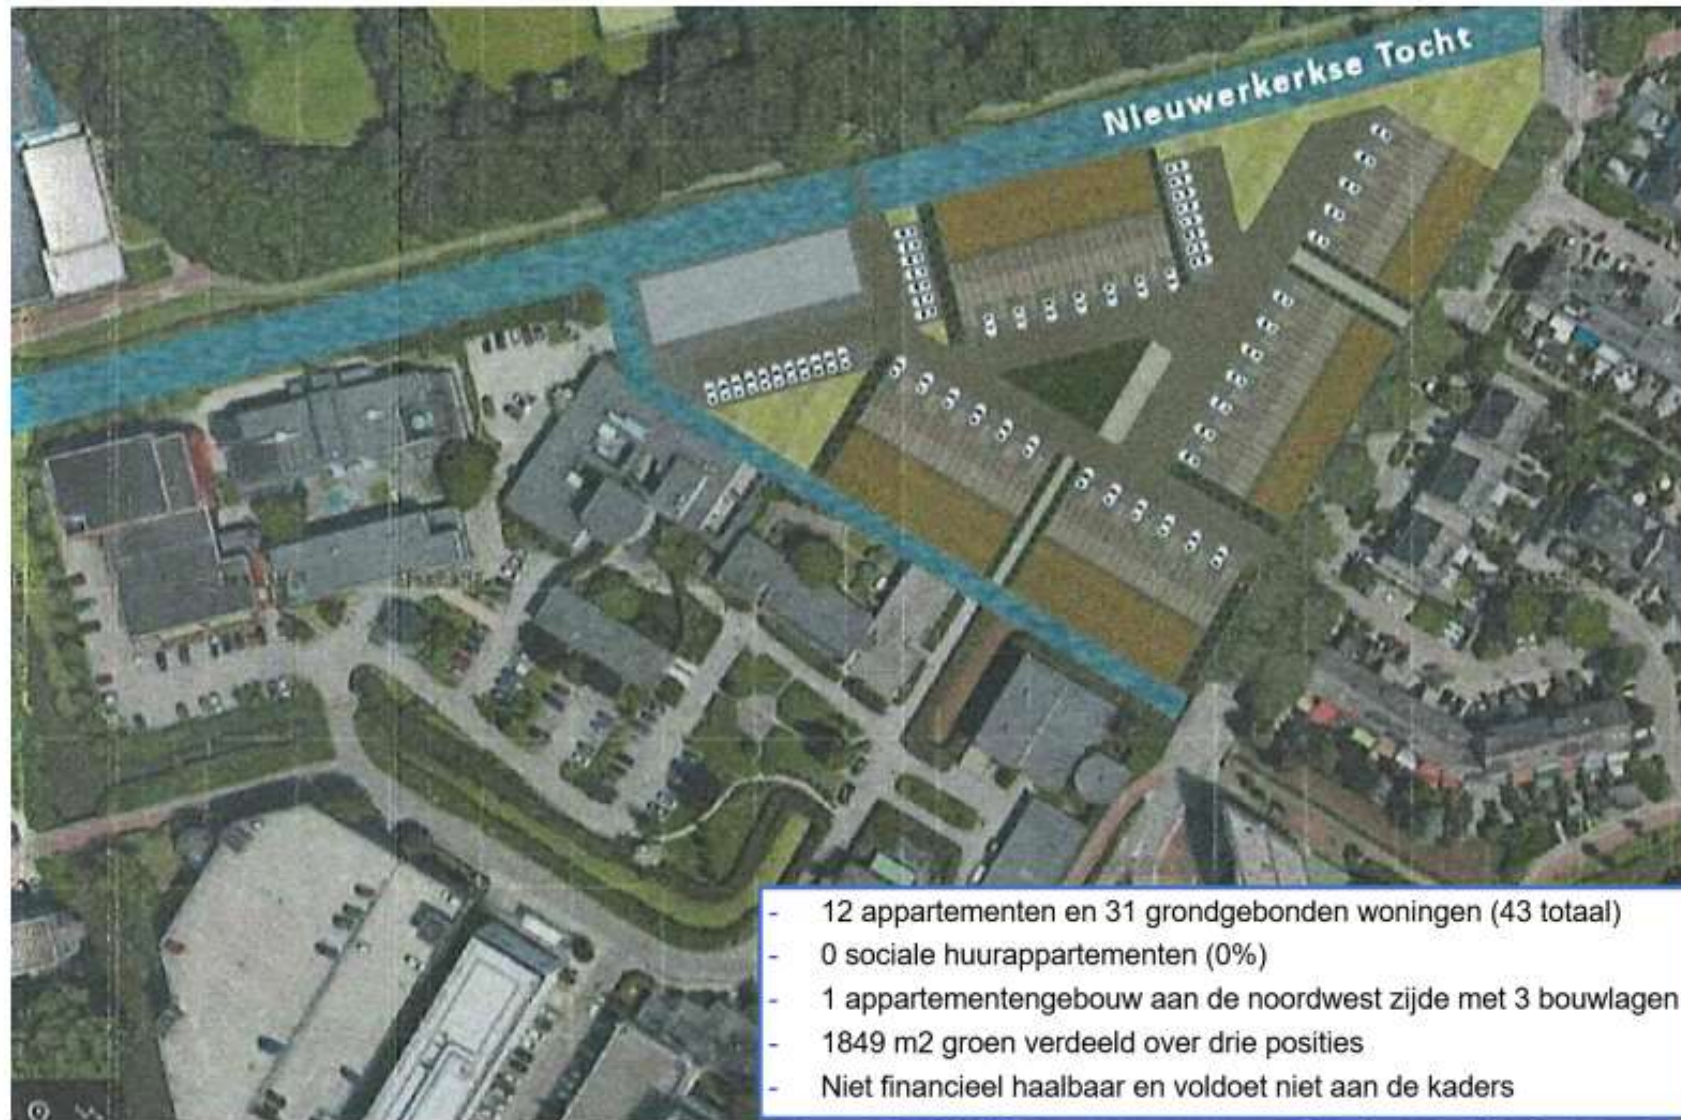 Nieuwerkerkse Tocht
- 12 appartementen en 31 grondgebonden woningen (43 totaal)
- 0 sociale huurappartementen (0%)
- 1 appartementengebouw aan de noordwest zijde met 3 bouwlagen
- 1849 m2 groen verdeeld over drie posities
- Niet financieel haalbaar en voldoet niet aan de kaders